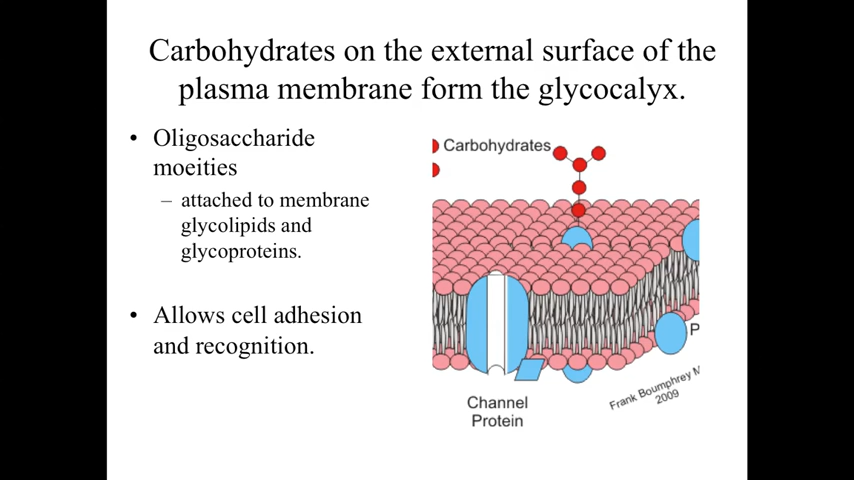 Carbohydrates on the external surface of the
plasma membrane form the glycocalyx.
• Oligosaccharide
moeities
– attached to membrane
glycolipids and
glycoproteins.
• Allows cell adhesion
and recognition.
Carbohydrates
P
Channel
Protein
Frank Boumphrey M
2009